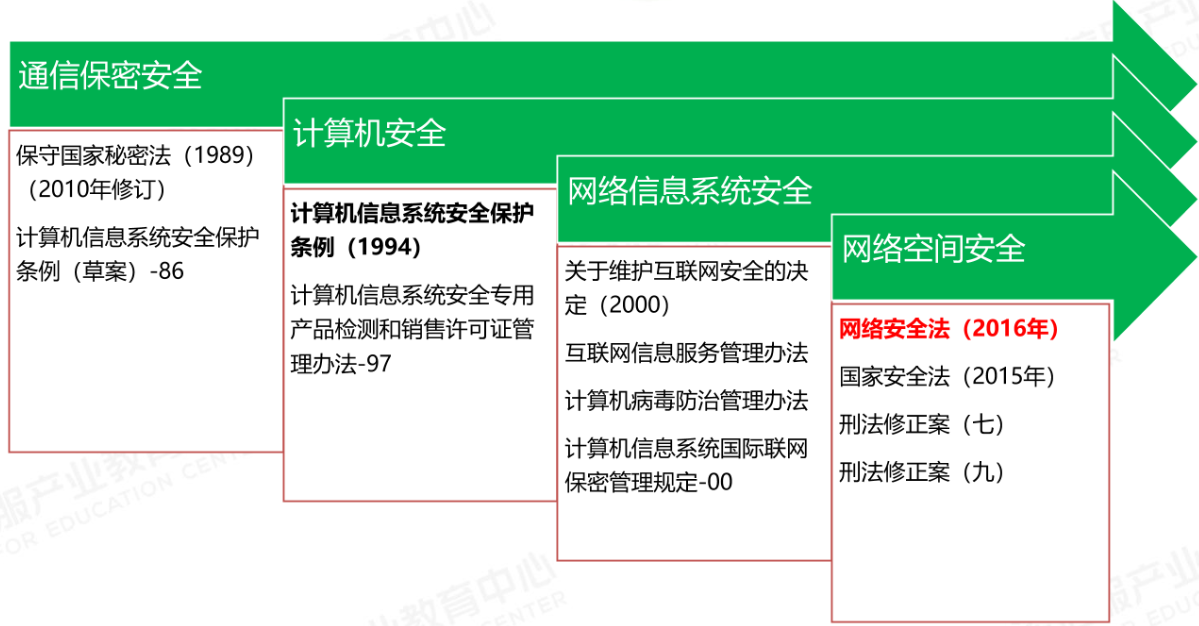 通信保密安全
保守国家秘密法（1989）
（2010年修订）
计算机信息系统安全保护
条例（草案）-86
计算机安全
计算机信息系统安全保护
条例（1994）
计算机信息系统安全专用
产品检测和销售许可证管
理办法-97
网络信息系统安全
关于维护互联网安全的决
定（2000）
互联网信息服务管理办法
计算机病毒防治管理办法
计算机信息系统国际联网
保密管理规定-00
网络空间安全
网络安全法（2016年）
国家安全法（2015年）
刑法修正案（七）
刑法修正案（九）
教育中心
服产业教育
FOR EDUCATION CENTER
业教育中心
CENTER
服产业